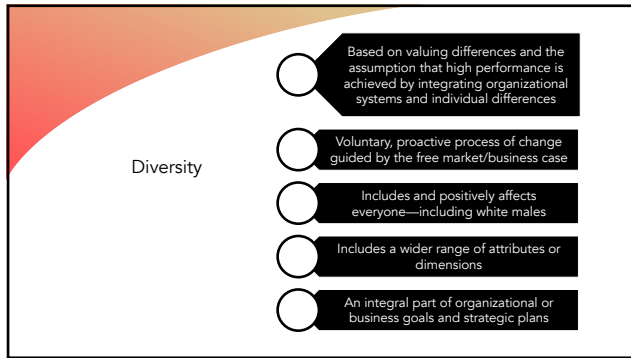 Diversity
Based on valuing differences and the
assumption that high performance is
achieved by integrating organizational
systems and individual differences
Voluntary, proactive process of change
guided by the free market/business case
Includes and positively affects
everyone—including white males
Includes a wider range of attributes or
dimensions
An integral part of organizational or
business goals and strategic plans